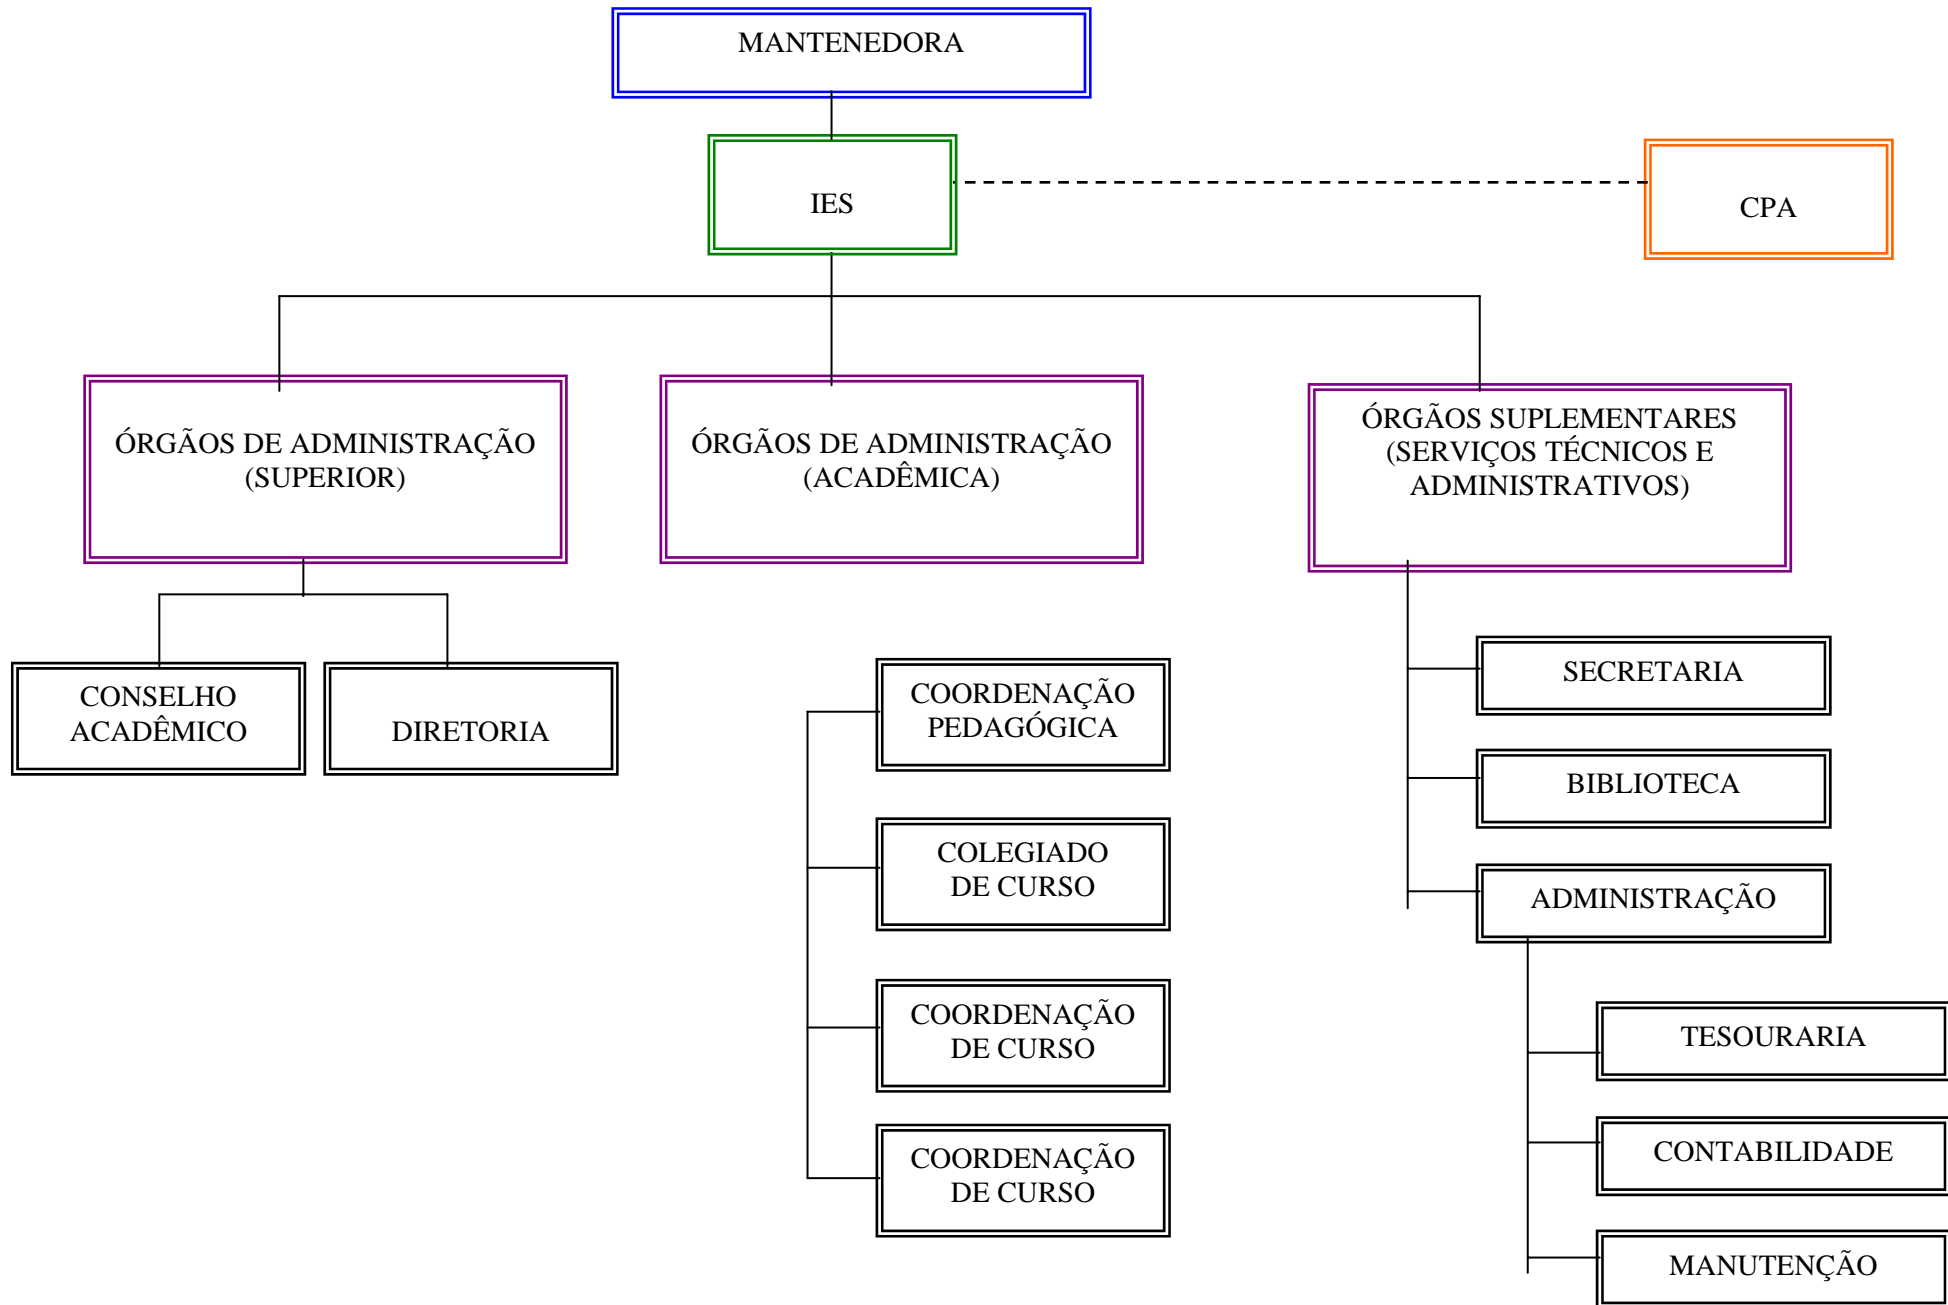 MANTENEDORA
IES
CPA
ÓRGÃOS DE ADMINISTRAÇÃO
(SUPERIOR)
ÓRGÃOS DE ADMINISTRAÇÃO
(ACADÊMICA)
ÓRGÃOS SUPLEMENTARES
(SERVIÇOS TÉCNICOS E
ADMINISTRATIVOS)
CONSELHO
ACADÊMICO
DIRETORIA
COORDENAÇÃO
PEDAGÓGICA
COLEGIADO
DE CURSO
COORDENAÇÃO
DE CURSO
COORDENAÇÃO
DE CURSO
SECRETARIA
BIBLIOTECA
ADMINISTRAÇÃO
TESOURARIA
CONTABILIDADE
MANUTENÇÃO